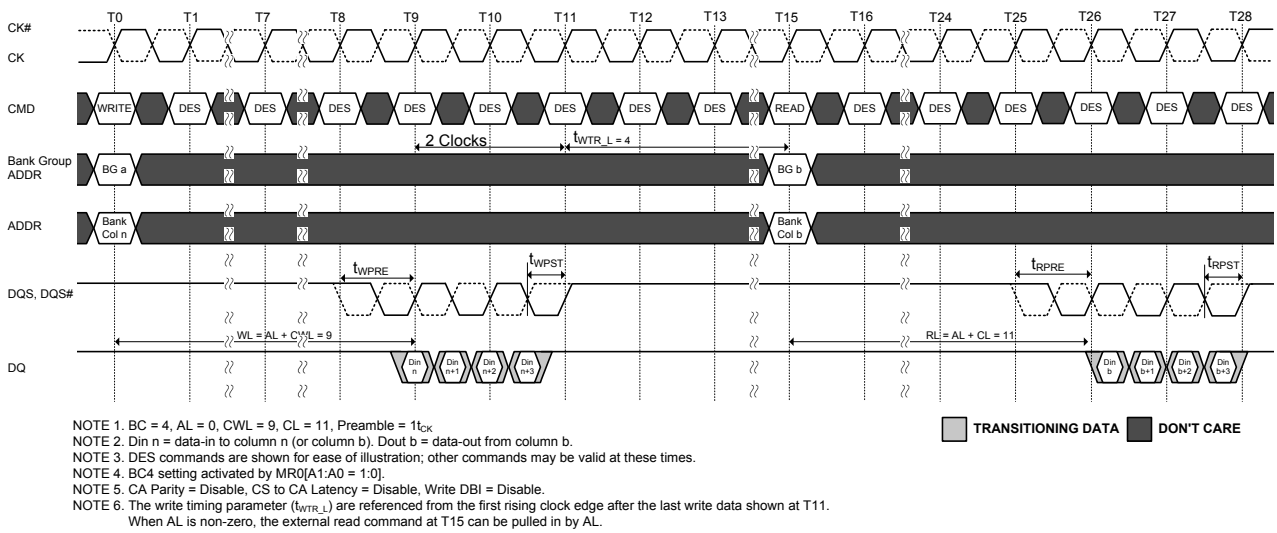 T0 T1 T7 T8 T9 T10 T11 T12 T13 T15 T16 T24 T25 T26 T27 T28
CK#
CK
CMD WRITE DES DES DES DES DES DES DES DES READ DES DES DES DES DES DES
2 Clocks tWTR_L = 4
Bank Group
ADDR
BG a BG b
ADDR
Bank
Col n
Bank
Col b
tWPRE tWPST tRPRE tRPST
DQS, DQS#
WL = AL + CWL = 9 RL = AL + CL = 11
DQ
Din
n
Din
n+1
Din
n+2
Din
n+3
Din
b
Din
b+1
Din
b+2
Din
b+3
NOTE 1. BC = 4, AL = 0, CWL = 9, CL = 11, Preamble = 1tCK
NOTE 2. Din n = data-in to column n (or column b). Dout b = data-out from column b.
NOTE 3. DES commands are shown for ease of illustration; other commands may be valid at these times.
NOTE 4. BC4 setting activated by MR0[A1:A0 = 1:0].
NOTE 5. CA Parity = Disable, CS to CA Latency = Disable, Write DBI = Disable.
NOTE 6. The write timing parameter (tWTR_L) are referenced from the first rising clock edge after the last write data shown at T11.
When AL is non-zero, the external read command at T15 can be pulled in by AL.
TRANSITIONING DATA DON'T CARE